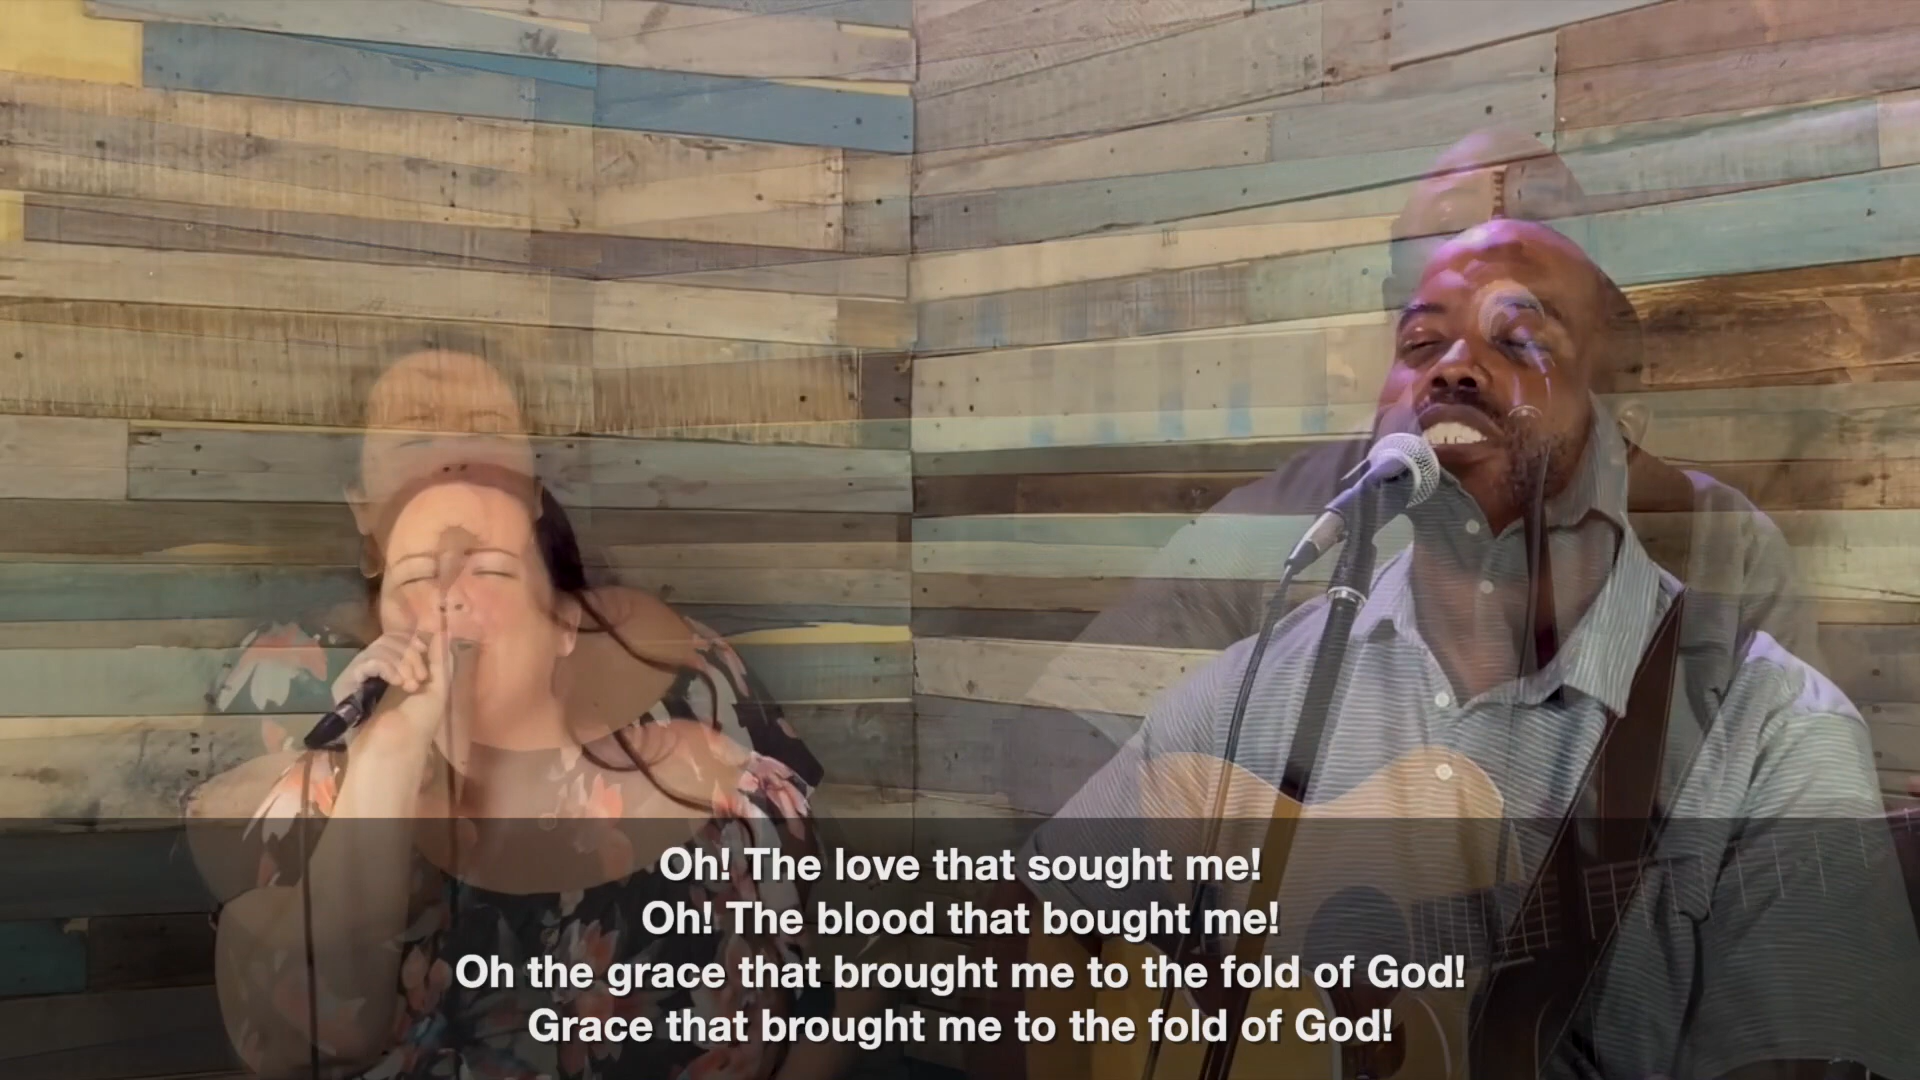 Oh! The love that sought me!
Oh! The blood that bought me!
Oh the grace that brought me to the fold of God!
Grace that brought me to the fold of God!